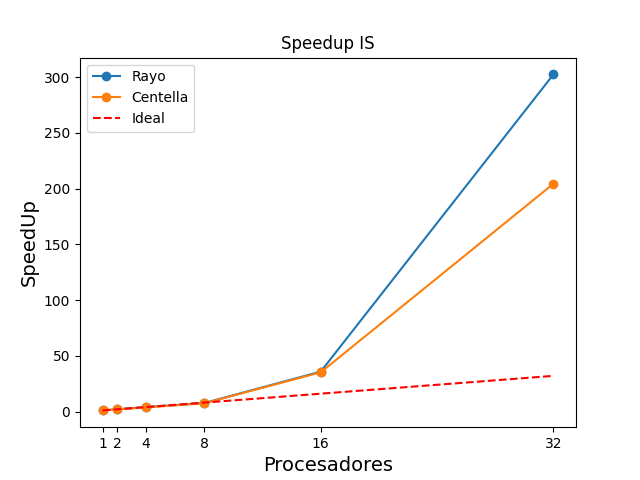 Speedup IS
Rayo
Centella
Ideal
300
250
200
150
100
50
0
SpeedUp
1 2 4 8 16 32
Procesadores